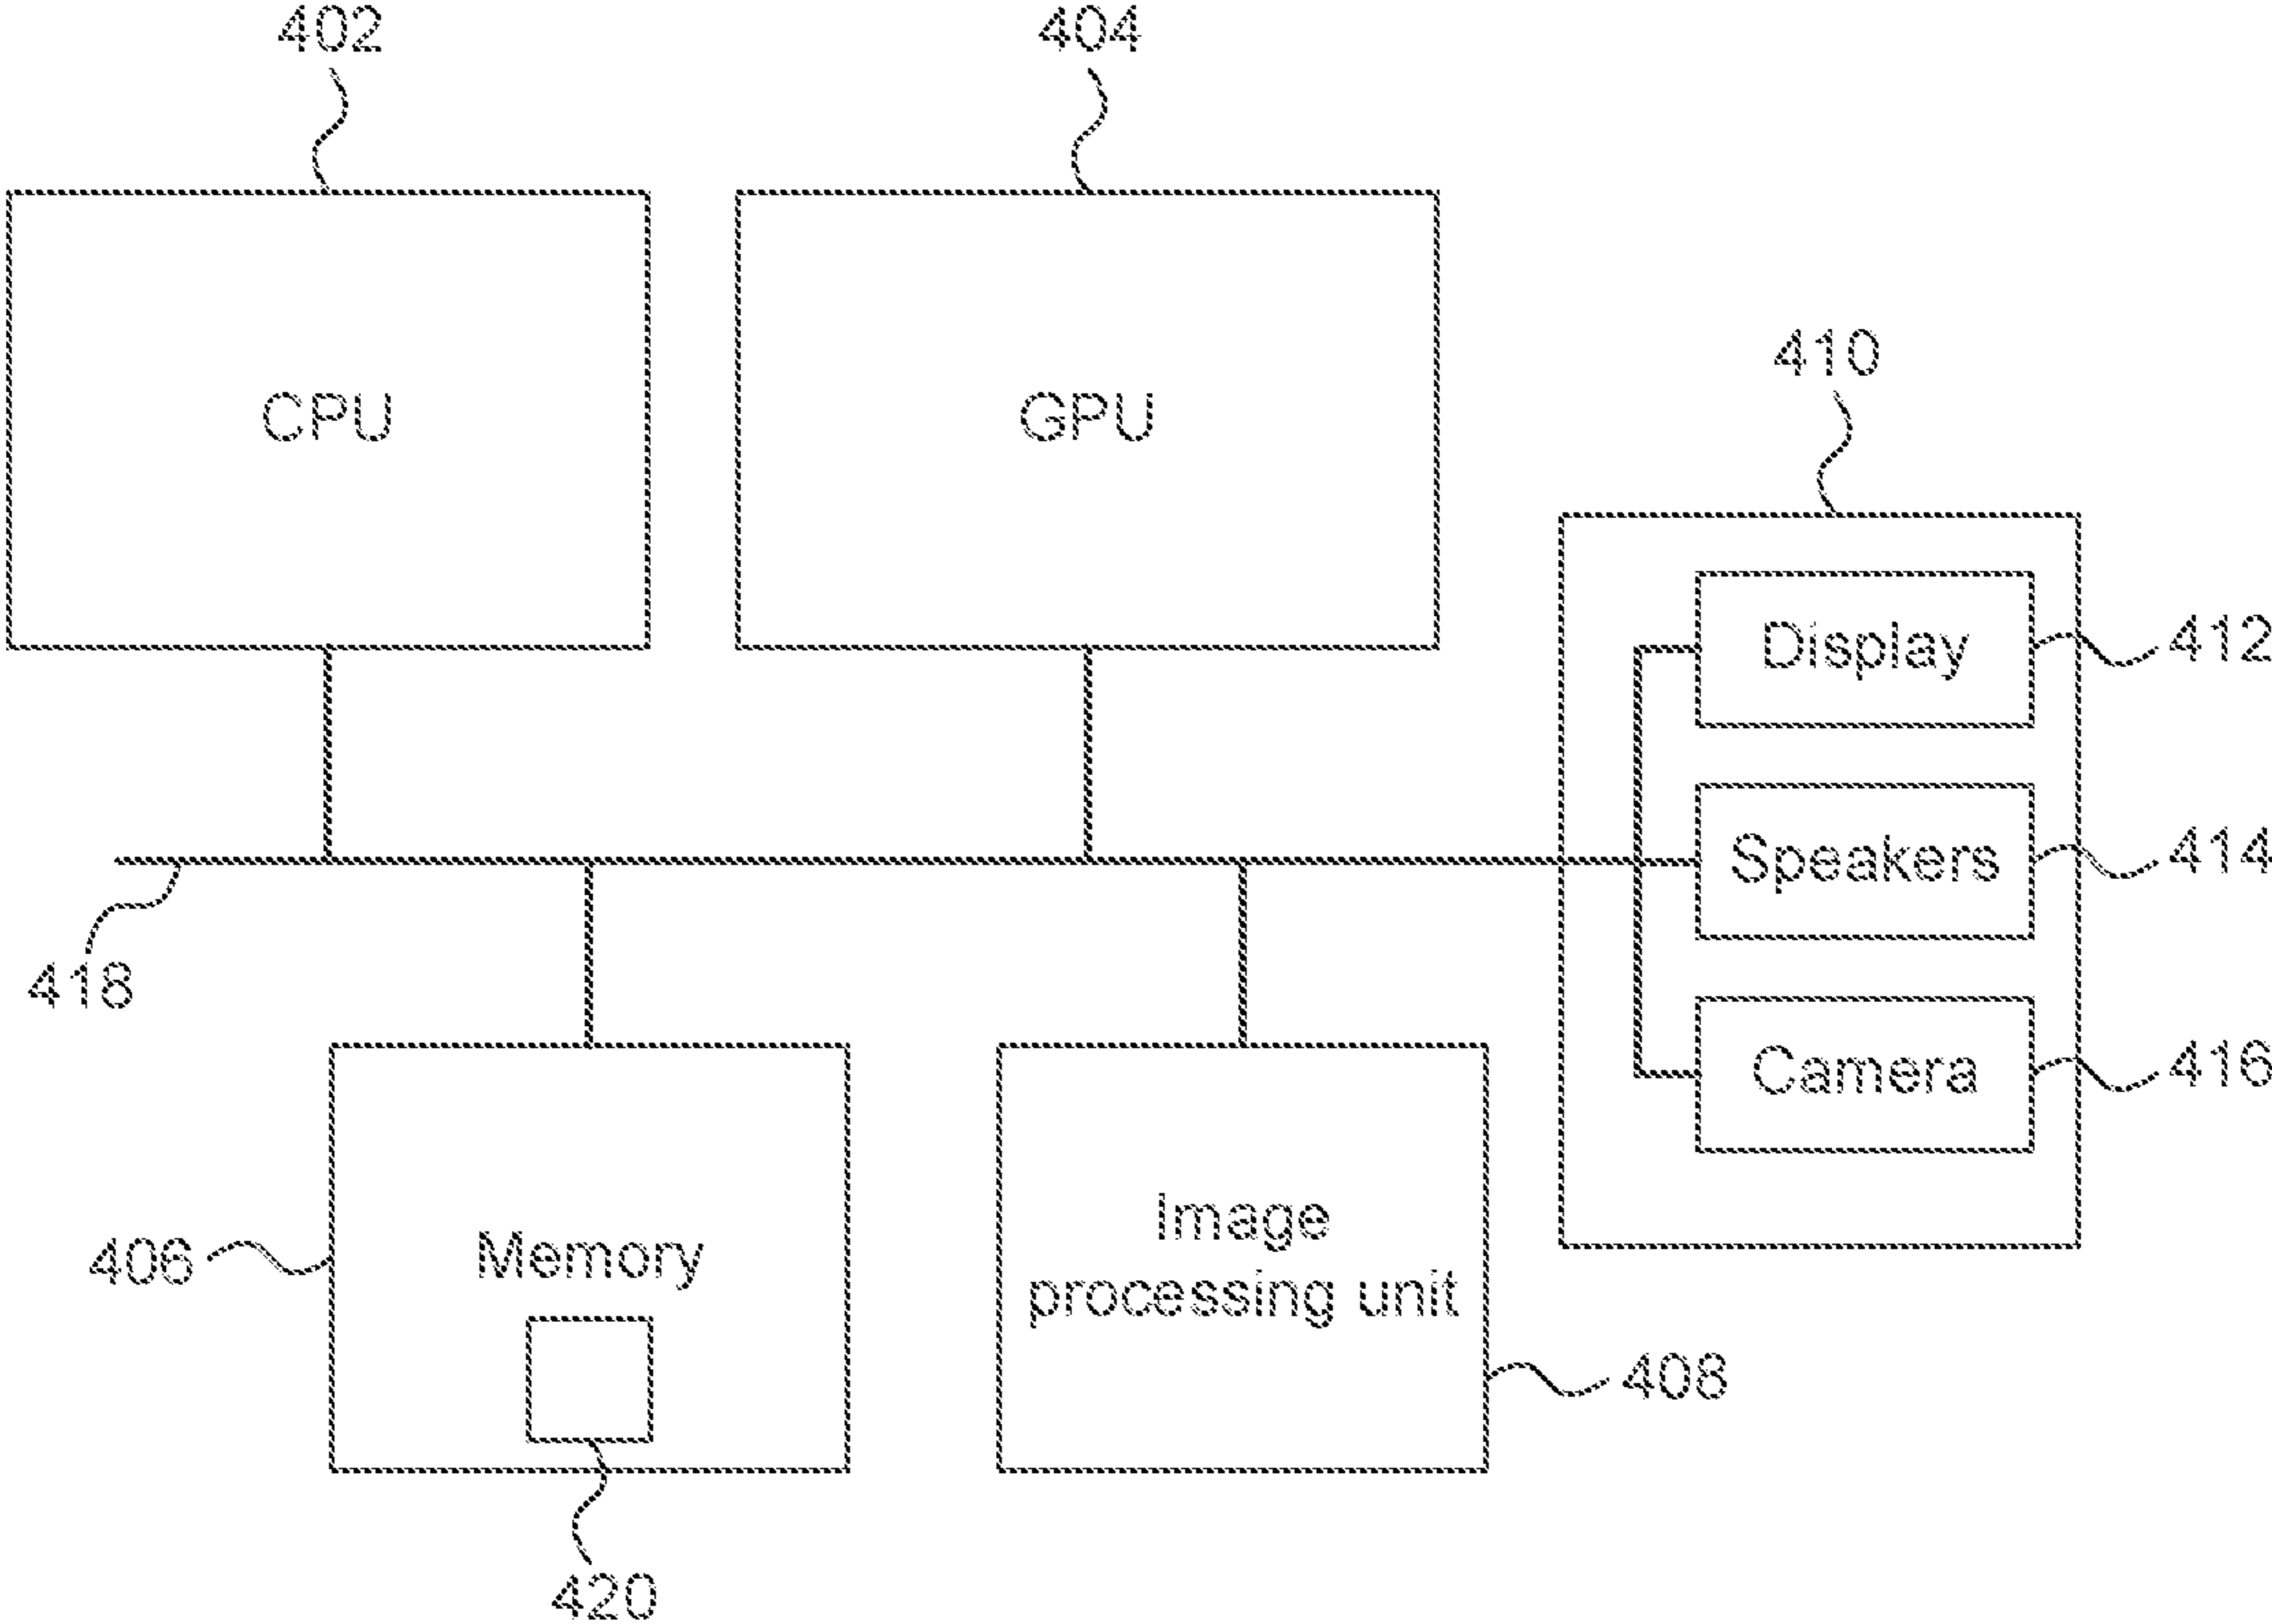 402
404
CPU
GPU
410
Display
412
Speakers
414
418
Camera
416
406
Memory
Image
processing unit
408
420